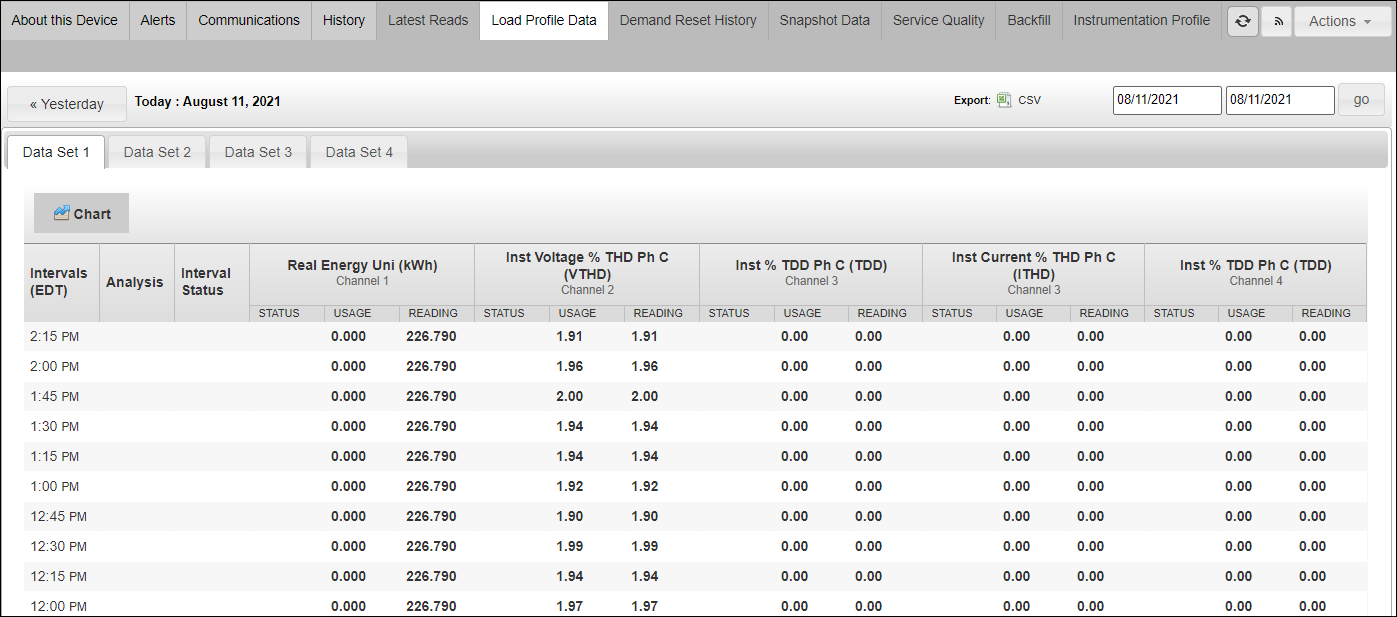 About this Device Alerts Communications History Latest Reads Load Profile Data Demand Reset History Snapshot Data Service Quality Backfill Instrumentation Profile Actions
« Yesterday Today : August 11, 2021 Export: CSV 08/11/2021 08/11/2021 go
Data Set 1 Data Set 2 Data Set 3 Data Set 4
Chart
Intervals (EDT) Analysis Interval Status Real Energy Uni (kWh) Channel 1 Inst Voltage % THD Ph C (VTHD) Channel 2 Inst % TDD Ph C (TDD) Channel 3 Inst Current % THD Ph C (ITHD) Channel 3 Inst % TDD Ph C (TDD) Channel 4
STATUS USAGE READING STATUS USAGE READING STATUS USAGE READING STATUS USAGE READING STATUS USAGE READING
2:15 PM 0.000 226.790 1.91 1.91 0.00 0.00 0.00 0.00 0.00 0.00
2:00 PM 0.000 226.790 1.96 1.96 0.00 0.00 0.00 0.00 0.00 0.00
1:45 PM 0.000 226.790 2.00 2.00 0.00 0.00 0.00 0.00 0.00 0.00
1:30 PM 0.000 226.790 1.94 1.94 0.00 0.00 0.00 0.00 0.00 0.00
1:15 PM 0.000 226.790 1.94 1.94 0.00 0.00 0.00 0.00 0.00 0.00
1:00 PM 0.000 226.790 1.92 1.92 0.00 0.00 0.00 0.00 0.00 0.00
12:45 PM 0.000 226.790 1.90 1.90 0.00 0.00 0.00 0.00 0.00 0.00
12:30 PM 0.000 226.790 1.99 1.99 0.00 0.00 0.00 0.00 0.00 0.00
12:15 PM 0.000 226.790 1.94 1.94 0.00 0.00 0.00 0.00 0.00 0.00
12:00 PM 0.000 226.790 1.97 1.97 0.00 0.00 0.00 0.00 0.00 0.00